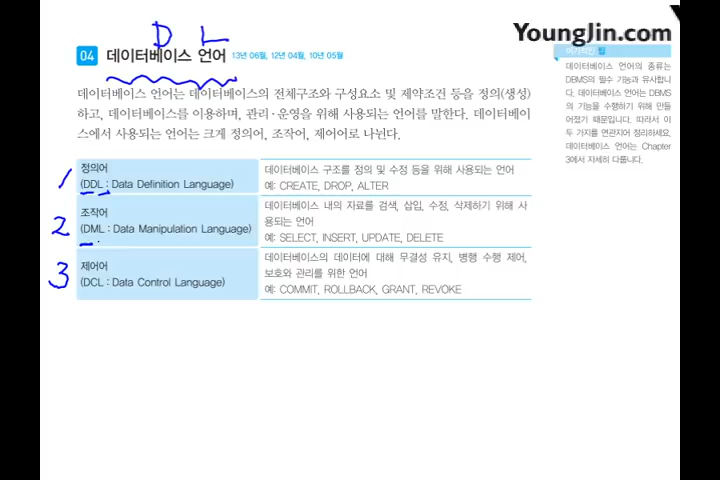 YoungJin.com
D L
04 데이터베이스 언어 13년 06월, 12년 04월, 10년 05월
데이터베이스 언어는 데이터베이스의 전체구조와 구성요소 및 제약조건 등을 정의(생성)
하고, 데이터베이스를 이용하며, 관리·운영을 위해 사용되는 언어를 말한다. 데이터베이
스에서 사용되는 언어는 크게 정의어, 조작어, 제어어로 나뉜다.
1 정의어
(DDL : Data Definition Language)
데이터베이스 구조를 정의 및 수정 등을 위해 사용되는 언어
예: CREATE, DROP, ALTER
2 조작어
(DML : Data Manipulation Language)
데이터베이스 내의 자료를 검색, 삽입, 수정, 삭제하기 위해 사
용되는 언어
예: SELECT, INSERT, UPDATE, DELETE
3 제어어
(DCL : Data Control Language)
데이터베이스의 데이터에 대해 무결성 유지, 병행 수행 제어,
보호와 관리를 위한 언어
예: COMMIT, ROLLBACK, GRANT, REVOKE
팁
데이터베이스 언어의 종류는
DBMS의 필수 기능과 유사합니
다. 데이터베이스 언어는 DBMS
의 기능을 수행하기 위해 만들
어졌기 때문입니다. 따라서 이
두 가지를 연관지어 정리하세요.
데이터베이스 언어는 Chapter
3에서 자세히 다룹니다.